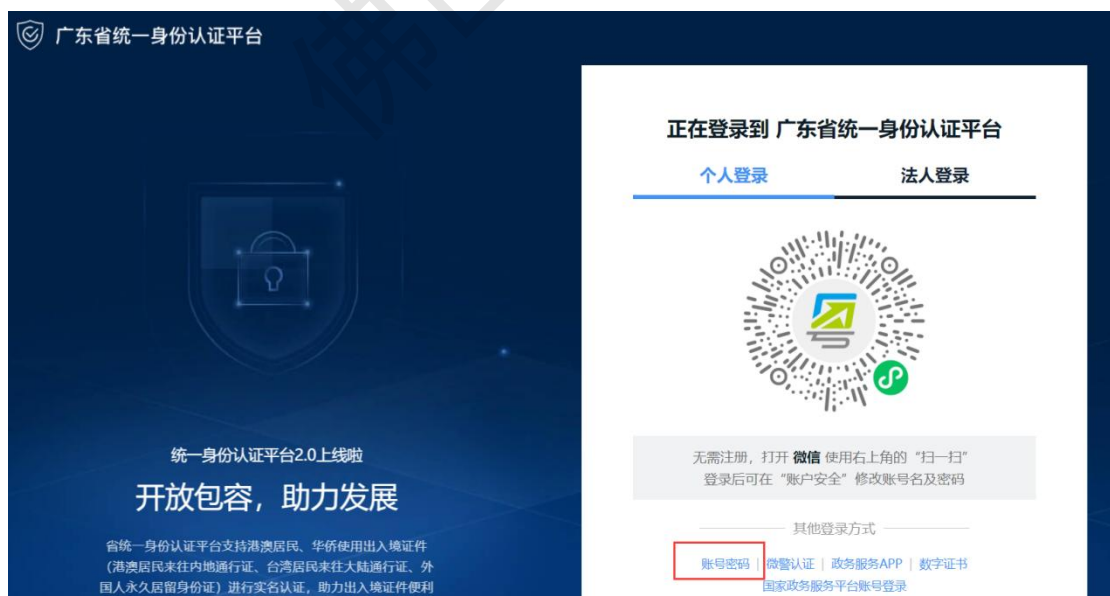 广东省统一身份认证平台
正在登录到 广东省统一身份认证平台
个人登录
法人登录
无需注册，打开 微信 使用右上角的“扫一扫”
登录后可在“账户安全”修改账号名及密码
其他登录方式
账号密码 | 微警认证 | 政务服务APP | 数字证书
国家政务服务平台账号登录
统一身份认证平台2.0上线啦
开放包容，助力发展
省统一身份认证平台支持港澳居民、华侨使用出入境证件
(港澳居民来往内地通行证、台湾居民来往大陆通行证、外
国人永久居留身份证) 进行实名认证，助力出入境证件便利